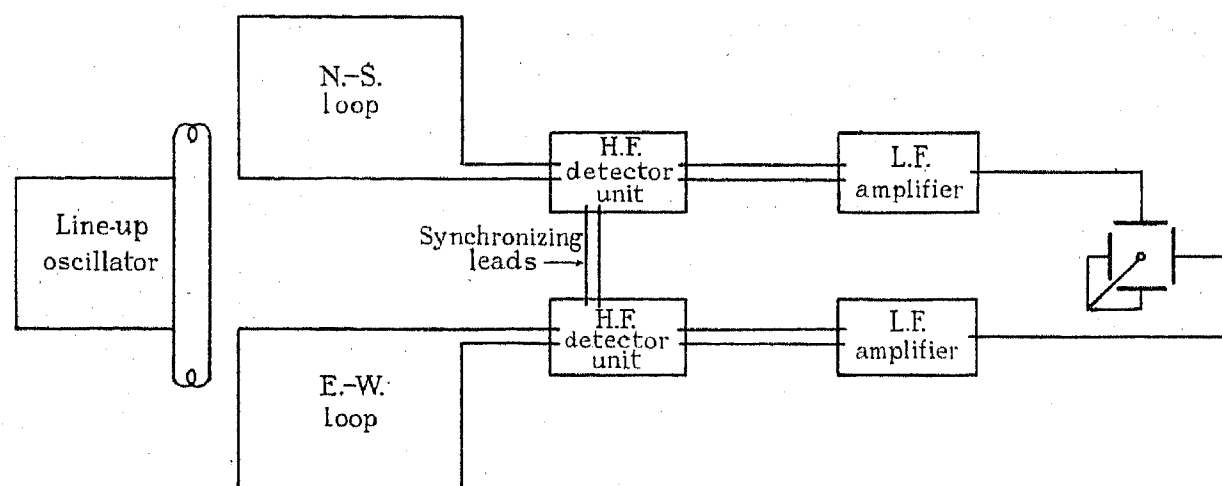 N.-S.
loop
H.F.
detector
unit
L.F.
amplifier
Line-up
oscillator
Synchronizing
leads
H.F.
detector
unit
L.F.
amplifier
E.-W.
loop